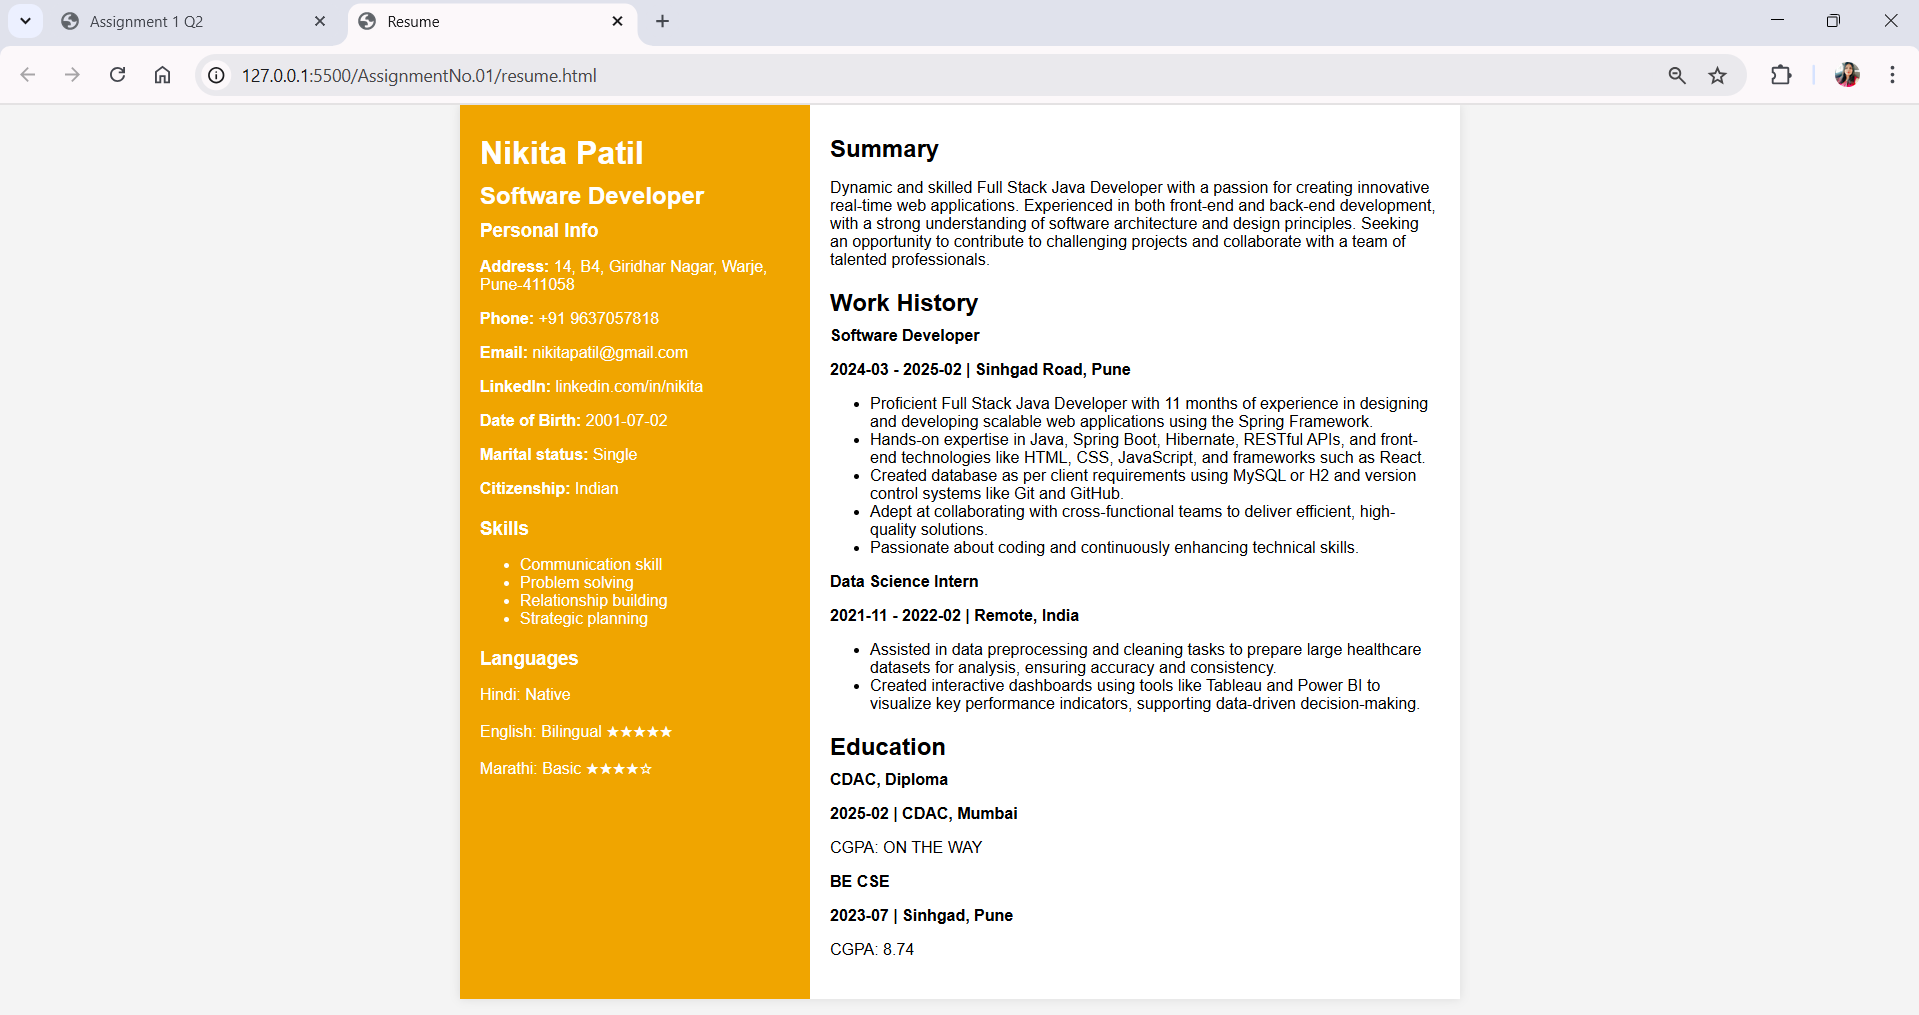 Assignment 1 Q2
Resume
127.0.0.1:5500/AssignmentNo.01/resume.html
Nikita Patil
Software Developer
Personal Info
Address: 14, B4, Giridhar Nagar, Warje,
Pune-411058
Phone: +91 9637057818
Email: nikitapatil@gmail.com
LinkedIn: linkedin.com/in/nikita
Date of Birth: 2001-07-02
Marital status: Single
Citizenship: Indian
Skills
• Communication skill
• Problem solving
• Relationship building
• Strategic planning
Languages
Hindi: Native
English: Bilingual ★★★★★
Marathi: Basic ★★★★☆
Summary
Dynamic and skilled Full Stack Java Developer with a passion for creating innovative
real-time web applications. Experienced in both front-end and back-end development,
with a strong understanding of software architecture and design principles. Seeking
an opportunity to contribute to challenging projects and collaborate with a team of
talented professionals.
Work History
Software Developer
2024-03 - 2025-02 | Sinhgad Road, Pune
• Proficient Full Stack Java Developer with 11 months of experience in designing
and developing scalable web applications using the Spring Framework.
• Hands-on expertise in Java, Spring Boot, Hibernate, RESTful APIs, and front-
end technologies like HTML, CSS, JavaScript, and frameworks such as React.
• Created database as per client requirements using MySQL or H2 and version
control systems like Git and GitHub.
• Adept at collaborating with cross-functional teams to deliver efficient, high-
quality solutions.
• Passionate about coding and continuously enhancing technical skills.
Data Science Intern
2021-11 - 2022-02 | Remote, India
• Assisted in data preprocessing and cleaning tasks to prepare large healthcare
datasets for analysis, ensuring accuracy and consistency.
• Created interactive dashboards using tools like Tableau and Power BI to
visualize key performance indicators, supporting data-driven decision-making.
Education
CDAC, Diploma
2025-02 | CDAC, Mumbai
CGPA: ON THE WAY
BE CSE
2023-07 | Sinhgad, Pune
CGPA: 8.74